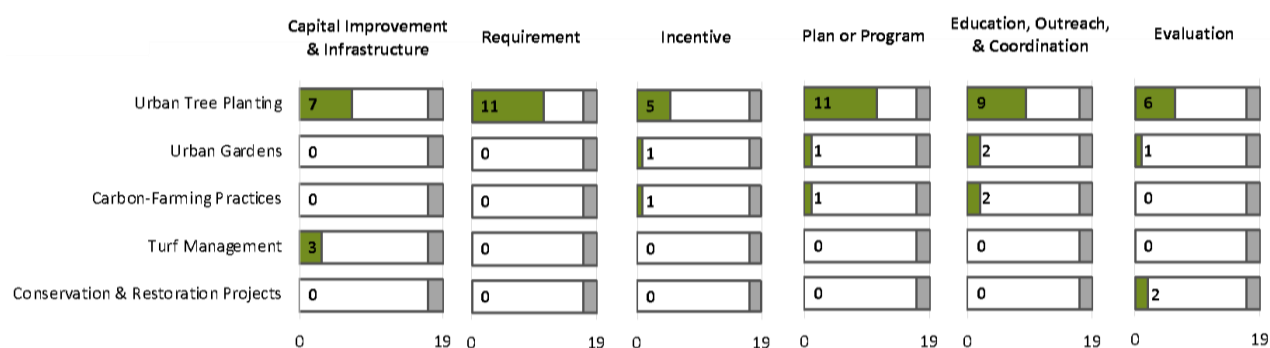 Capital Improvement
& Infrastructure
Requirement
Incentive
Plan or Program
Education, Outreach,
& Coordination
Evaluation
Urban Tree Planting 7 11 5 11 9 6
Urban Gardens 0 0 1 1 2 1
Carbon-Farming Practices 0 0 1 1 2 0
Turf Management 3 0 0 0 0 0
Conservation & Restoration Projects 0 0 0 0 0 2
0 19 0 19 0 19 0 19 0 19 0 19